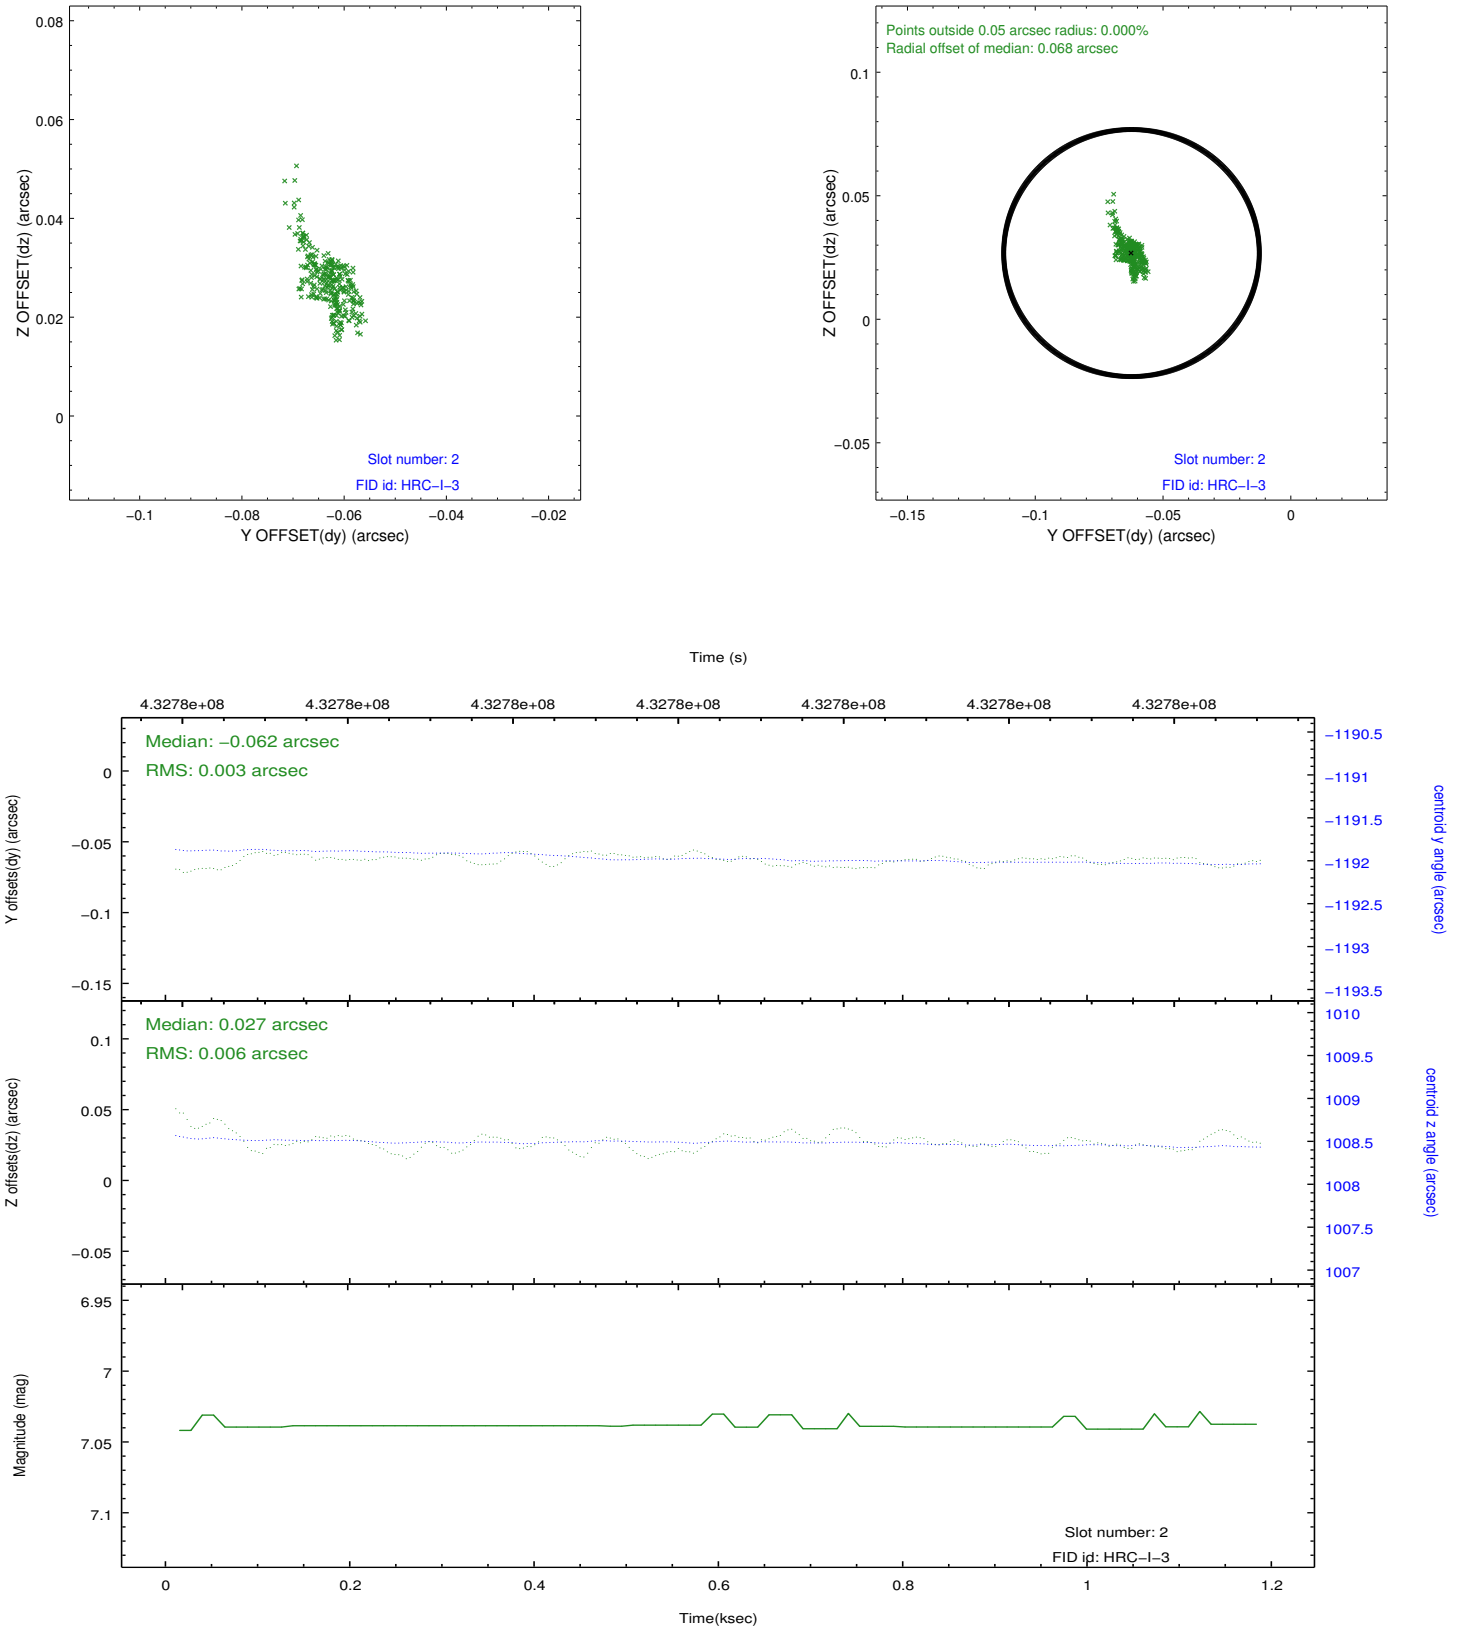 0.08
0.06
0.04
0.02
0
Z OFFSET(dz) (arcsec)
Slot number: 2
FID id: HRC−I−3
−0.1
−0.08
−0.06
−0.04
−0.02
Y OFFSET(dy) (arcsec)
Points outside 0.05 arcsec radius: 0.000%
Radial offset of median: 0.068 arcsec
0.1
0.05
0
−0.05
Z OFFSET(dz) (arcsec)
Slot number: 2
FID id: HRC−I−3
−0.15
−0.1
−0.05
0
Y OFFSET(dy) (arcsec)
Time (s)
4.3278e+08
4.3278e+08
4.3278e+08
4.3278e+08
4.3278e+08
4.3278e+08
4.3278e+08
Median: −0.062 arcsec
RMS: 0.003 arcsec
0
−0.05
−0.1
−0.15
Y offsets(dy) (arcsec)
−1190.5
−1191
−1191.5
−1192
−1192.5
−1193
−1193.5
centroid y angle (arcsec)
Median: 0.027 arcsec
RMS: 0.006 arcsec
0.1
0.05
0
−0.05
Z offsets(dz) (arcsec)
1010
1009.5
1009
1008.5
1008
1007.5
1007
centroid z angle (arcsec)
6.95
7
7.05
7.1
Magnitude (mag)
Slot number: 2
FID id: HRC−I−3
0
0.2
0.4
0.6
0.8
1
1.2
Time(ksec)